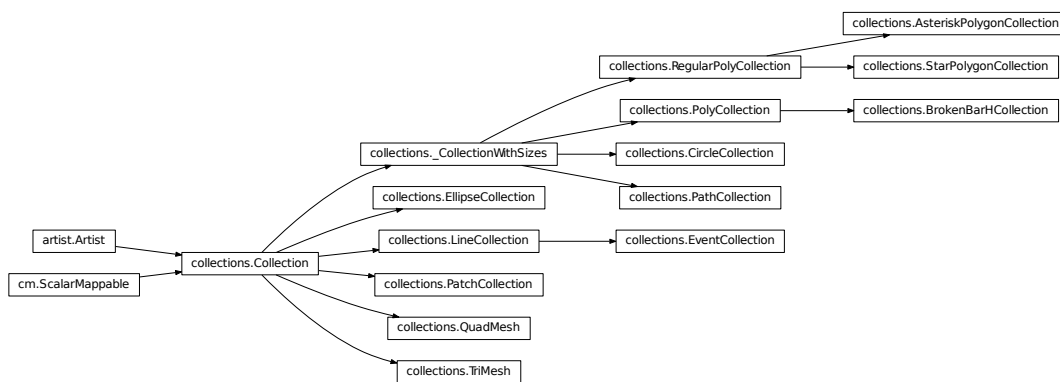 collections.AsteriskPolygonCollection
collections.RegularPolyCollection
collections.StarPolygonCollection
collections.PolyCollection
collections.BrokenBarHCollection
collections._CollectionWithSizes
collections.CircleCollection
collections.EllipseCollection
collections.PathCollection
artist.Artist
collections.LineCollection
collections.EventCollection
collections.Collection
cm.ScalarMappable
collections.PatchCollection
collections.QuadMesh
collections.TriMesh